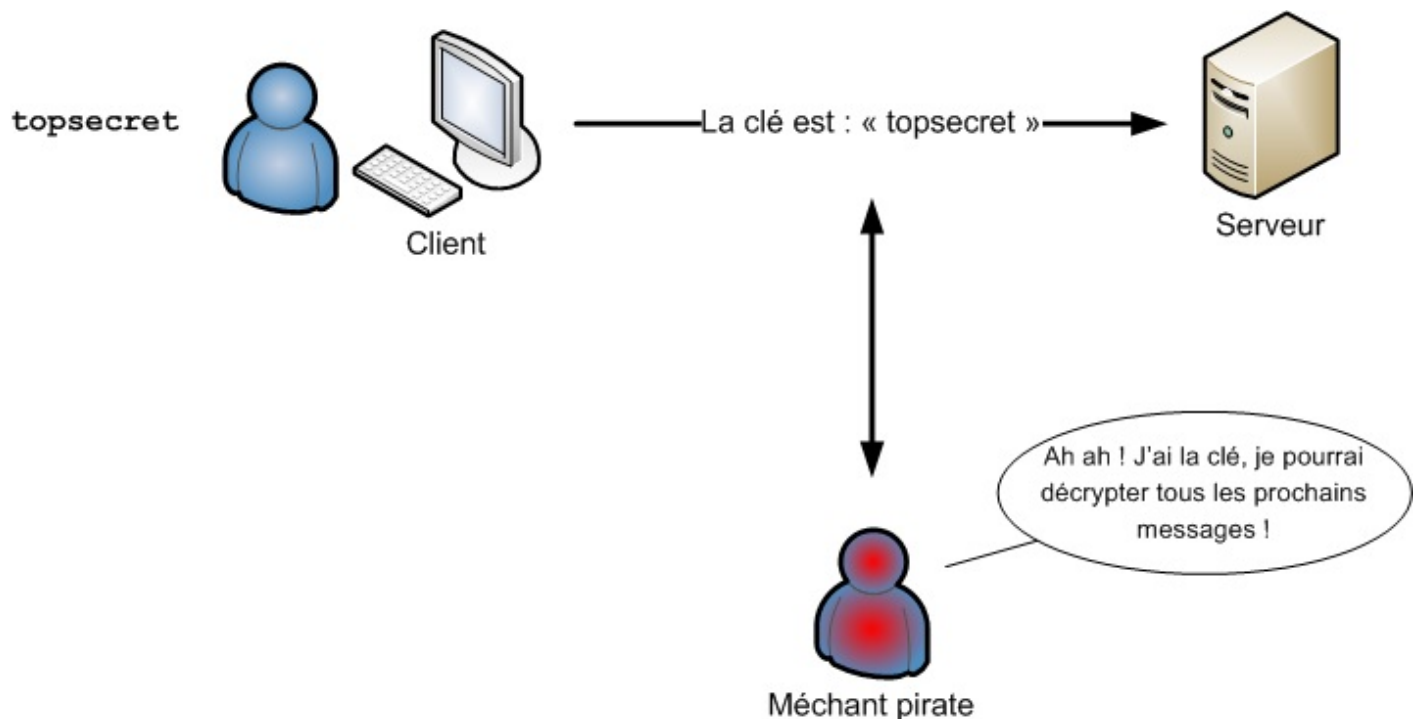 topsecret
La clé est : « topsecret »
Client
Serveur
Ah ah ! J'ai la clé, je pourrai
décrypter tous les prochains
messages !
Méchant pirate